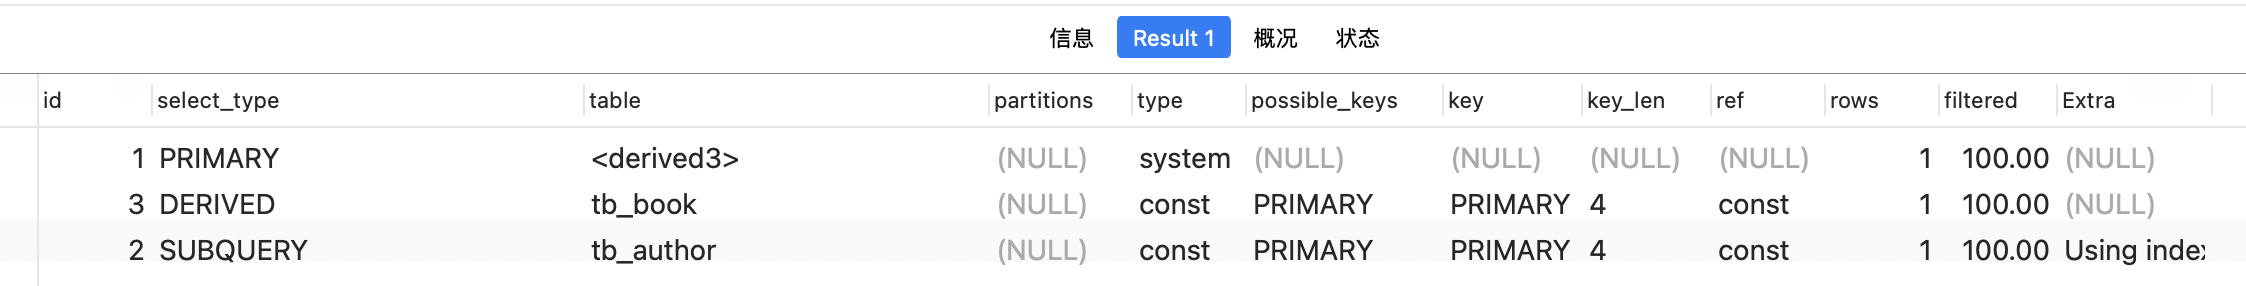 信息 Result 1 概况 状态
id select_type table partitions type possible_keys key key_len ref rows filtered Extra
1 PRIMARY <derived3> (NULL) system (NULL) (NULL) (NULL) (NULL) 1 100.00 (NULL)
3 DERIVED tb_book (NULL) const PRIMARY PRIMARY 4 const 1 100.00 (NULL)
2 SUBQUERY tb_author (NULL) const PRIMARY PRIMARY 4 const 1 100.00 Using index